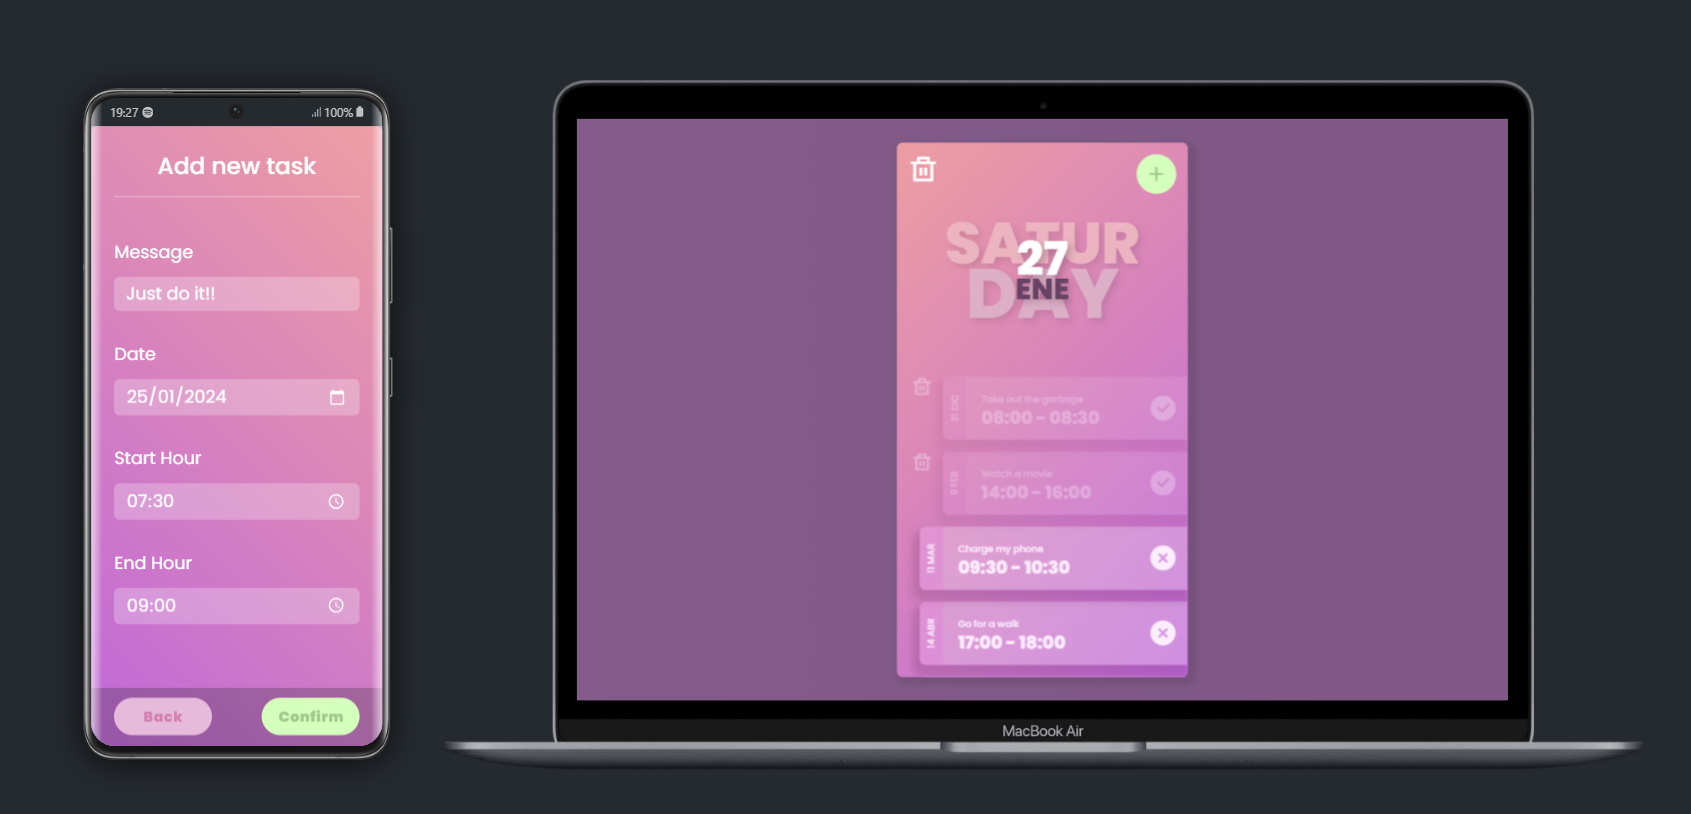 19:27
100%
Add new task
Message
Just do it!!
Date
25/01/2024
Start Hour
07:30
End Hour
09:00
Back
Confirm
SATUR
DAY
27
ENE
31 DIC
Take out the garbage
08:00 - 08:30
9 FEB
Watch a movie
14:00 - 16:00
11 MAR
Charge my phone
09:30 - 10:30
14 ABR
Go for a walk
17:00 - 18:00
MacBook Air